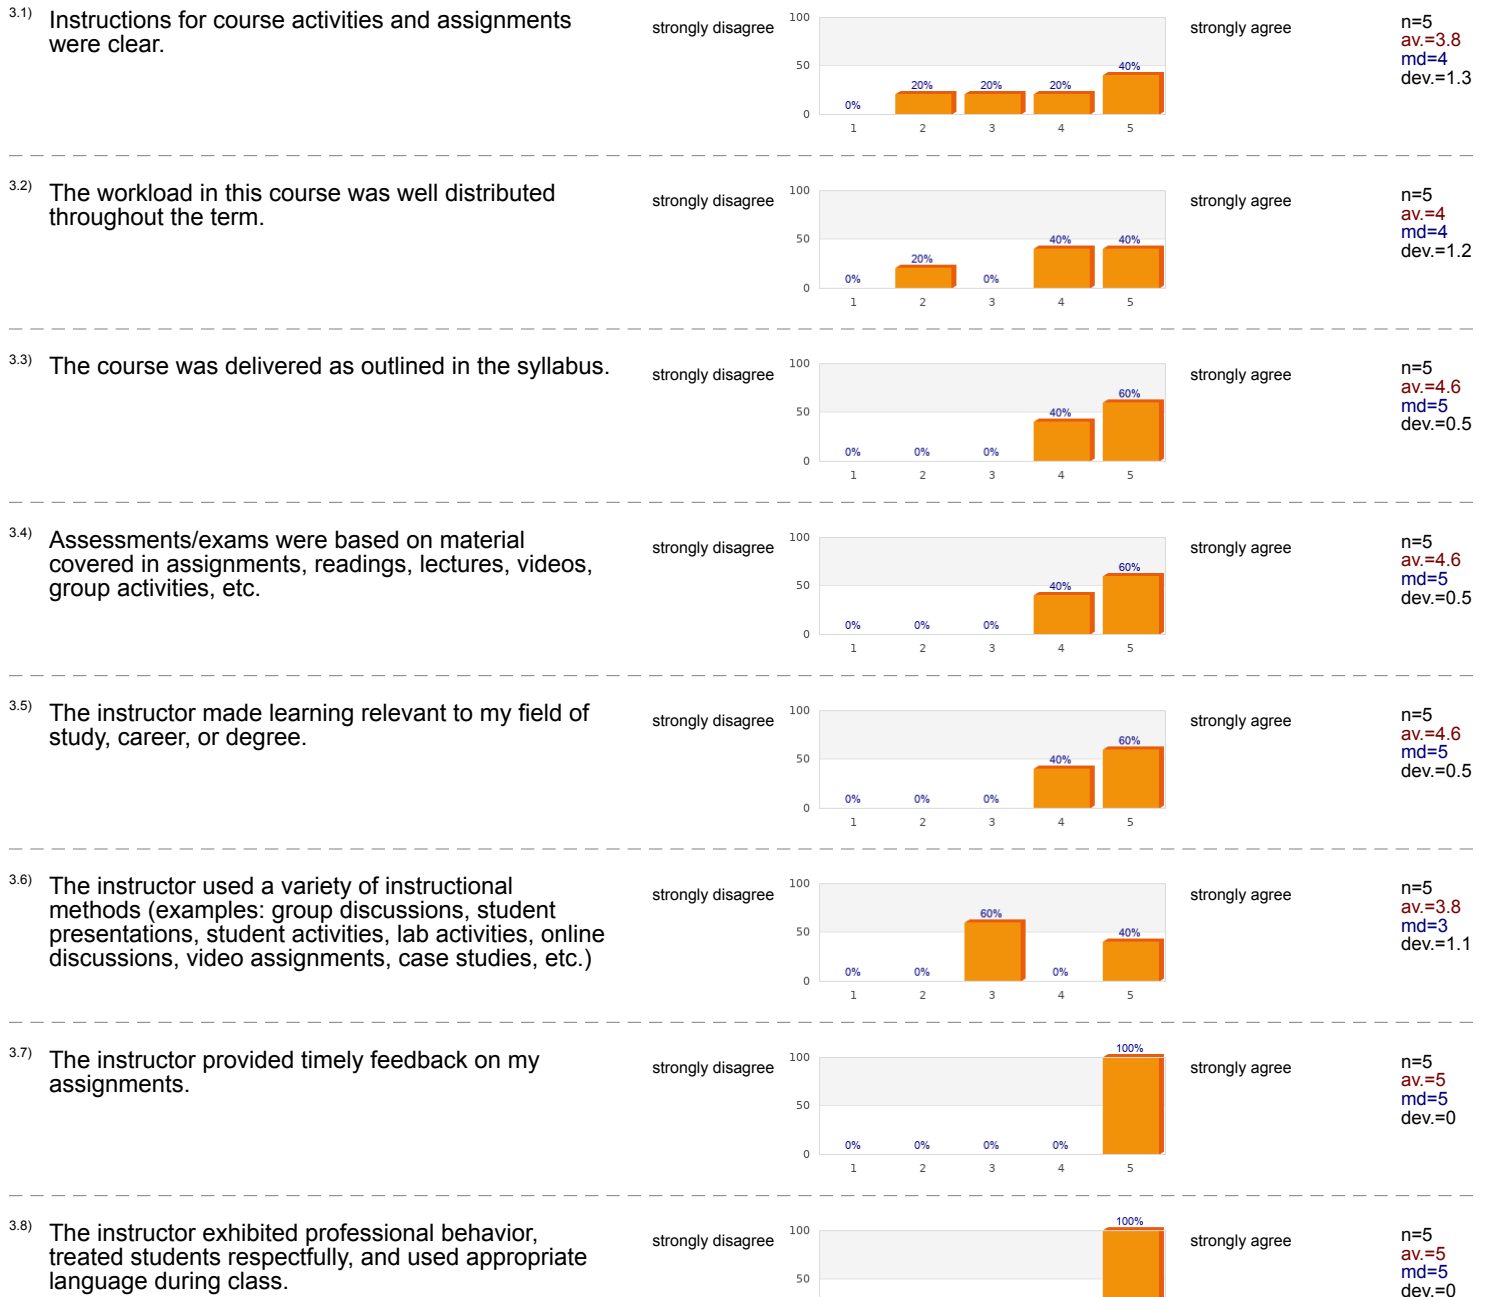 3.1) Instructions for course activities and assignments
were clear.
strongly disagree
100
50
0
0%
20%
20%
20%
40%
1 2 3 4 5
strongly agree
n=5
av.=3.8
md=4
dev.=1.3
3.2) The workload in this course was well distributed
throughout the term.
strongly disagree
100
50
0
0%
20%
0%
40%
40%
1 2 3 4 5
strongly agree
n=5
av.=4
md=4
dev.=1.2
3.3) The course was delivered as outlined in the syllabus.
strongly disagree
100
50
0
0%
0%
0%
40%
60%
1 2 3 4 5
strongly agree
n=5
av.=4.6
md=5
dev.=0.5
3.4) Assessments/exams were based on material
covered in assignments, readings, lectures, videos,
group activities, etc.
strongly disagree
100
50
0
0%
0%
0%
40%
60%
1 2 3 4 5
strongly agree
n=5
av.=4.6
md=5
dev.=0.5
3.5) The instructor made learning relevant to my field of
study, career, or degree.
strongly disagree
100
50
0
0%
0%
0%
40%
60%
1 2 3 4 5
strongly agree
n=5
av.=4.6
md=5
dev.=0.5
3.6) The instructor used a variety of instructional
methods (examples: group discussions, student
presentations, student activities, lab activities, online
discussions, video assignments, case studies, etc.)
strongly disagree
100
50
0
0%
0%
60%
0%
40%
1 2 3 4 5
strongly agree
n=5
av.=3.8
md=3
dev.=1.1
3.7) The instructor provided timely feedback on my
assignments.
strongly disagree
100
50
0
0%
0%
0%
0%
100%
1 2 3 4 5
strongly agree
n=5
av.=5
md=5
dev.=0
3.8) The instructor exhibited professional behavior,
treated students respectfully, and used appropriate
language during class.
strongly disagree
100
50
100%
strongly agree
n=5
av.=5
md=5
dev.=0